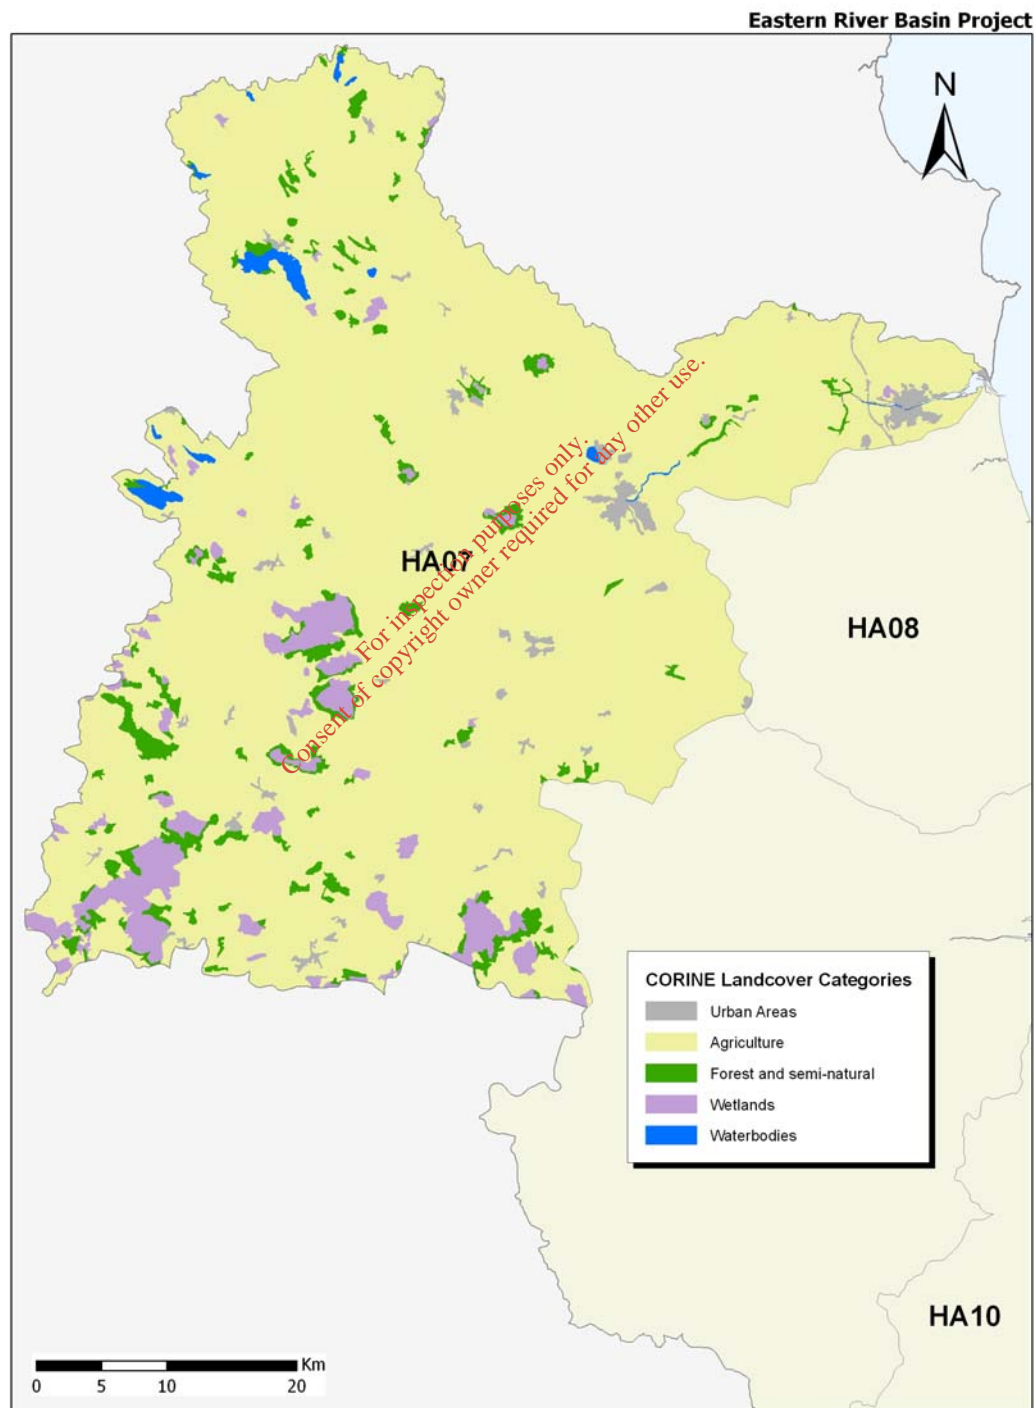 Eastern River Basin Project
N
For inspection purposes only.
Consent of copyright owner required for any other use.
HA07
HA08
CORINE Landcover Categories
Urban Areas
Agriculture
Forest and semi-natural
Wetlands
Waterbodies
HA10
Km
0 5 10 20